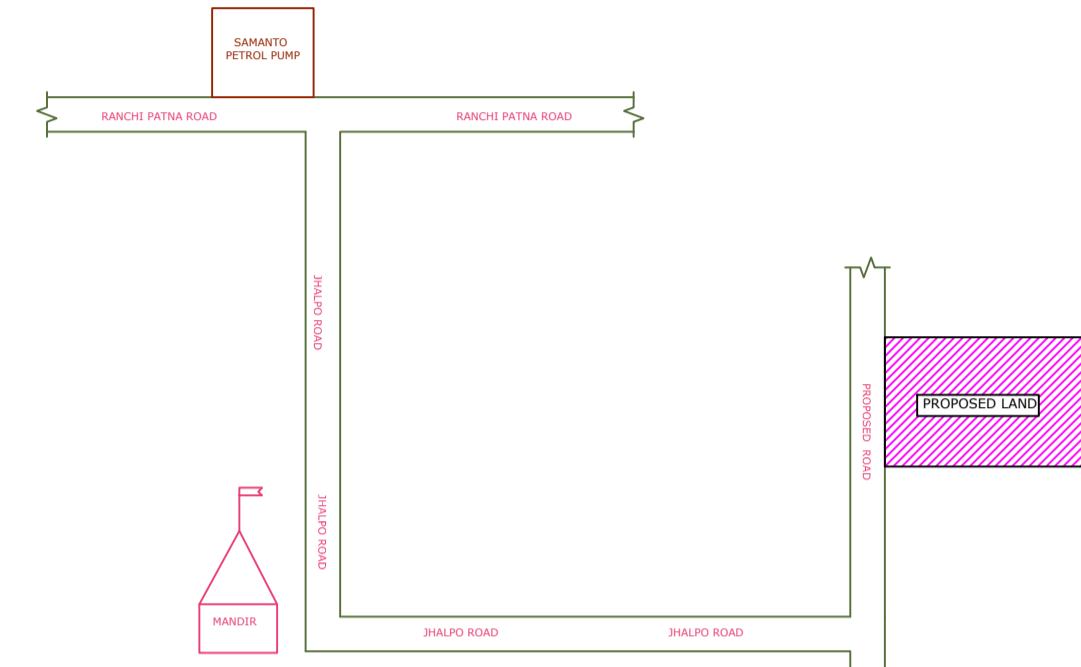 SAMANTO
PETROL PUMP
RANCHI PATNA ROAD
RANCHI PATNA ROAD
JHALPO ROAD
PROPOSED ROAD
PROPOSED LAND
JHALPO ROAD
MANDIR
JHALPO ROAD
JHALPO ROAD